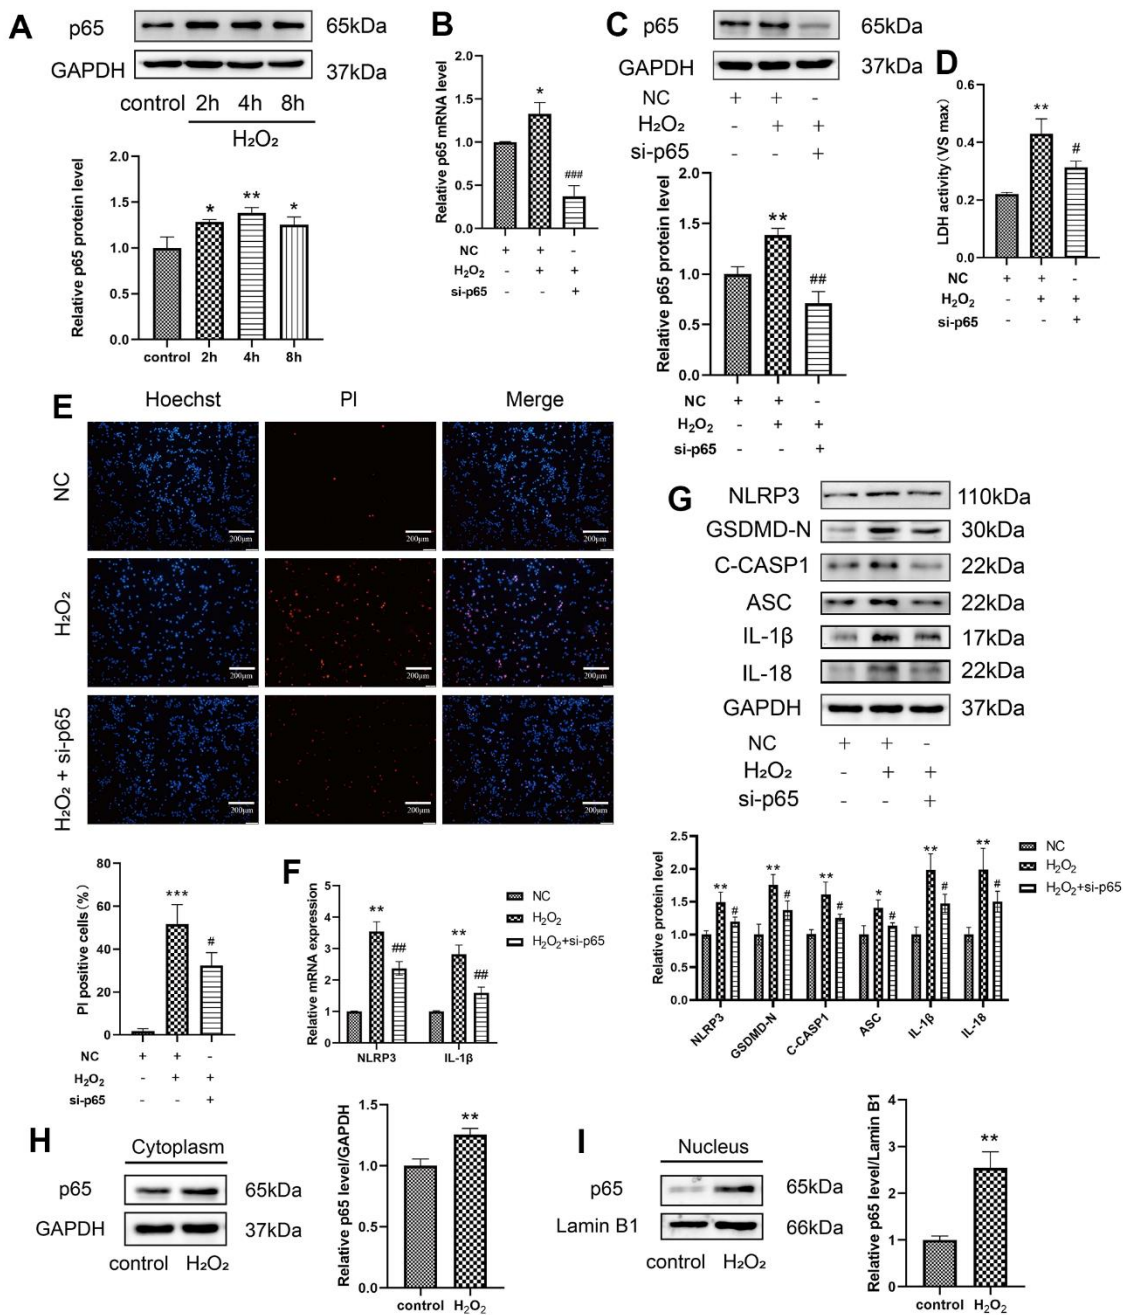 A
p65
65kDa
GAPDH
37kDa
control 2h 4h 8h
H₂O₂
Relative p65 protein level
2.0
1.5
1.0
0.5
0.0
* ** *
control 2h 4h 8h
B
Relative p65 mRNA level
2.0
1.5
1.0
0.5
0.0
*
###
NC + + -
H₂O₂ - + +
si-p65 - - +
C
p65
65kDa
GAPDH
37kDa
NC + + -
H₂O₂ - + +
si-p65 - - +
Relative p65 protein level
2.0
1.5
1.0
0.5
0.0
**
##
NC + + -
H₂O₂ - + +
si-p65 - - +
D
LDH activity (VS max)
0.6
0.4
0.2
0.0
**
#
NC + + -
H₂O₂ - + +
si-p65 - - +
E
Hoechst PI Merge
NC
200μm 200μm 200μm
H₂O₂
200μm 200μm 200μm
H₂O₂ + si-p65
200μm 200μm 200μm
PI positive cells (%)
80
60
40
20
0
***
#
NC + + -
H₂O₂ - + +
si-p65 - - +
F
Relative mRNA expression
5
4
3
2
1
0
** ## ** ##
NLRP3 IL-1β
NC
H₂O₂
H₂O₂+si-p65
G
NLRP3 110kDa
GSDMD-N 30kDa
C-CASP1 22kDa
ASC 22kDa
IL-1β 17kDa
IL-18 22kDa
GAPDH 37kDa
NC + + -
H₂O₂ - + +
si-p65 - - +
Relative protein level
2.5
2.0
1.5
1.0
0.5
0.0
** # ** # ** # * # ** # ** #
NLRP3 GSDMD-N C-CASP1 ASC IL-1β IL-18
NC
H₂O₂
H₂O₂+si-p65
H
Cytoplasm
p65 65kDa
GAPDH 37kDa
control H₂O₂
Relative p65 level/GAPDH
1.5
1.0
0.5
0.0
**
control H₂O₂
I
Nucleus
p65 65kDa
Lamin B1 66kDa
control H₂O₂
Relative p65 level/Lamin B1
4
3
2
1
0
**
control H₂O₂